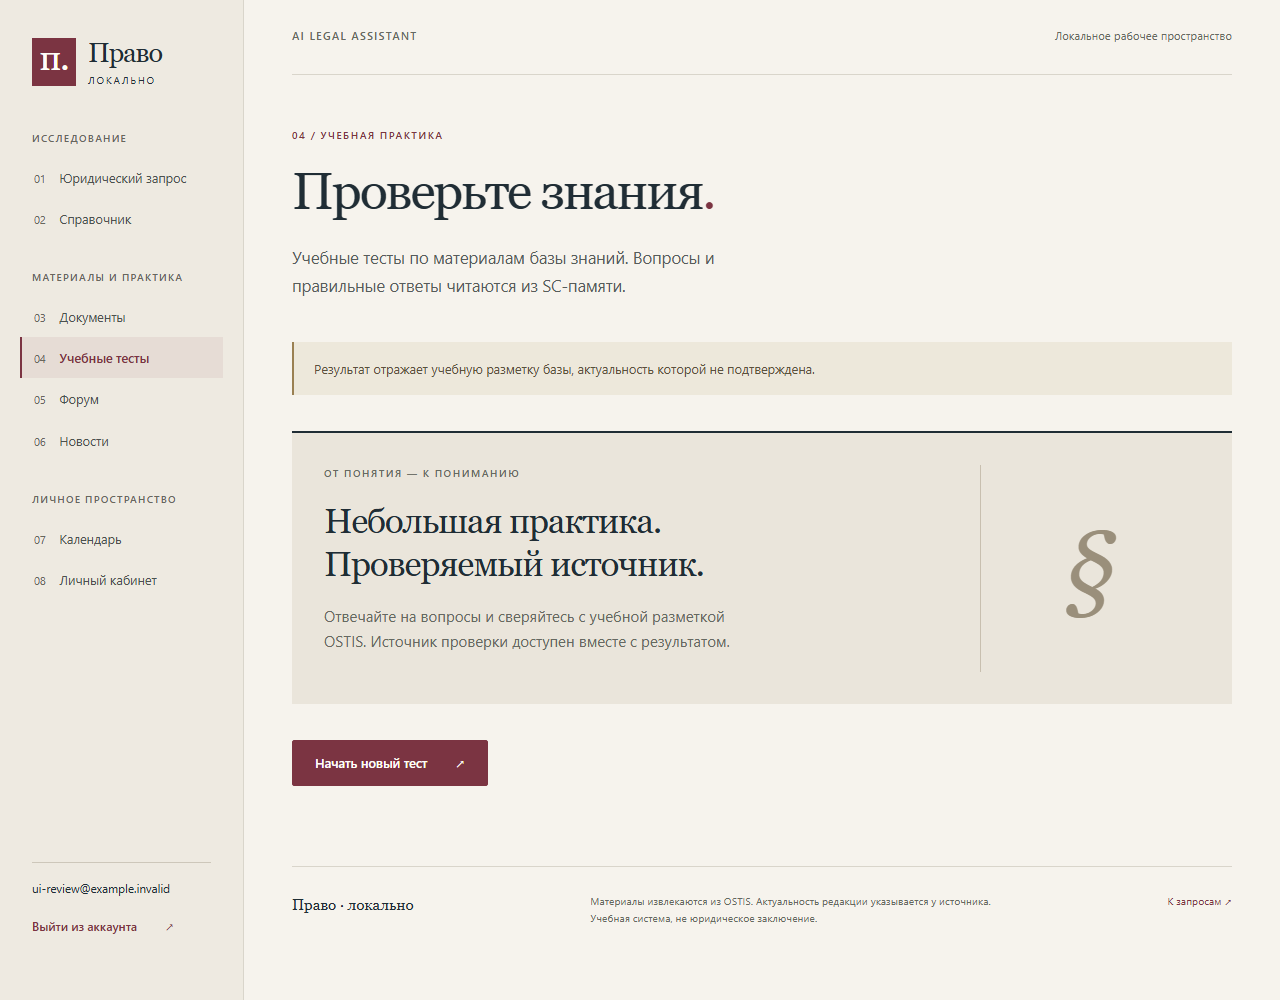 П.
Право
ЛОКАЛЬНО
ИССЛЕДОВАНИЕ
01 Юридический запрос
02 Справочник
МАТЕРИАЛЫ И ПРАКТИКА
03 Документы
04 Учебные тесты
05 Форум
06 Новости
ЛИЧНОЕ ПРОСТРАНСТВО
07 Календарь
08 Личный кабинет
ui-review@example.invalid
Выйти из аккаунта ↗
AI LEGAL ASSISTANT
Локальное рабочее пространство
04 / УЧЕБНАЯ ПРАКТИКА
Проверьте знания.
Учебные тесты по материалам базы знаний. Вопросы и
правильные ответы читаются из SC-памяти.
Результат отражает учебную разметку базы, актуальность которой не подтверждена.
ОТ ПОНЯТИЯ — К ПОНИМАНИЮ
Небольшая практика.
Проверяемый источник.
Отвечайте на вопросы и сверяйтесь с учебной разметкой
OSTIS. Источник проверки доступен вместе с результатом.
§
Начать новый тест ↗
Право · локально
Материалы извлекаются из OSTIS. Актуальность редакции указывается у источника.
Учебная система, не юридическое заключение.
К запросам ↗